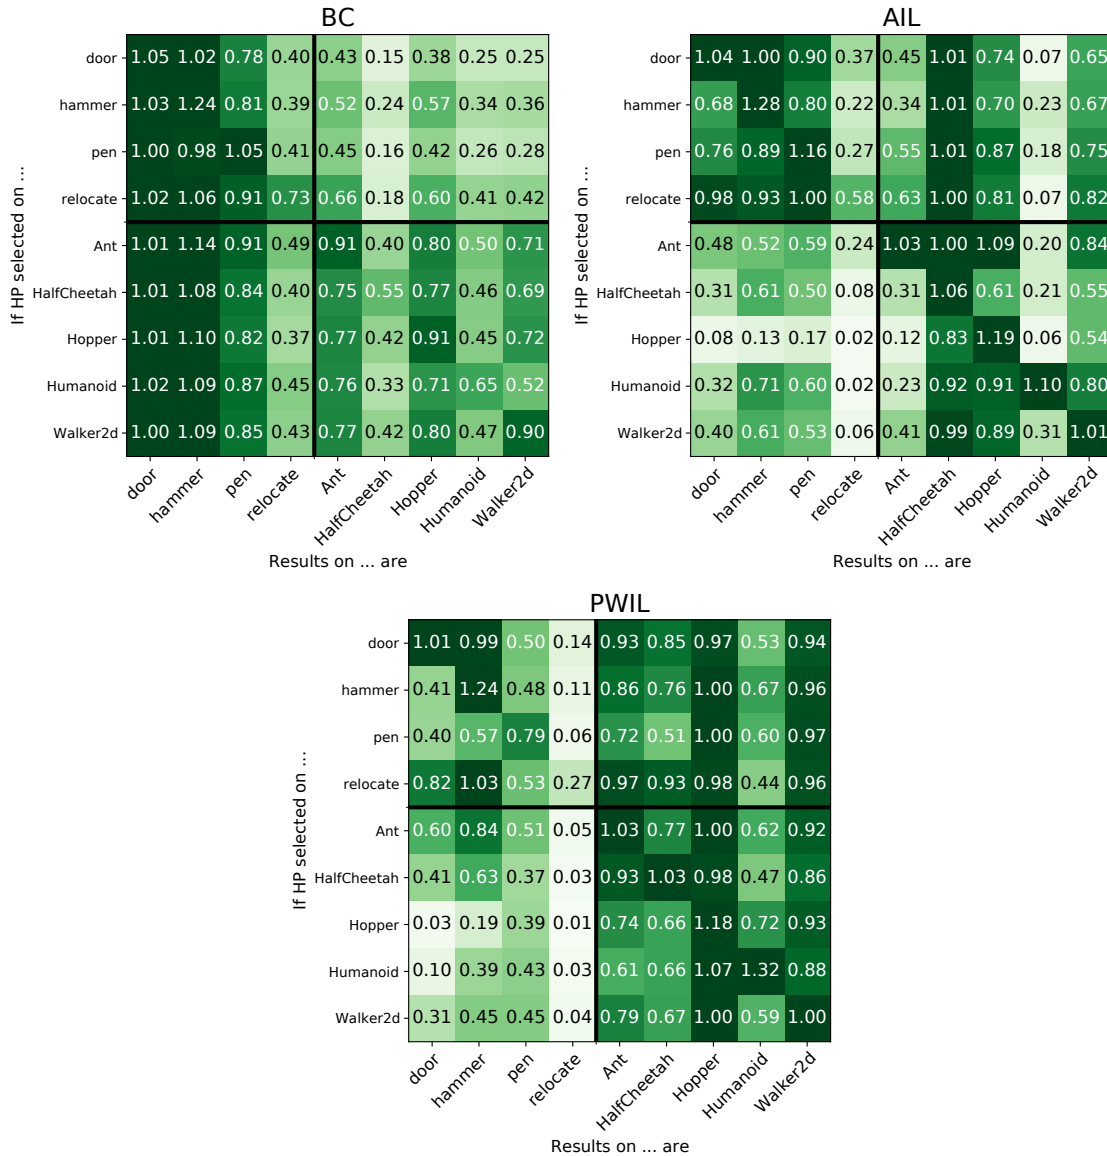 BC
If HP selected on ...
door 1.05 1.02 0.78 0.40 0.43 0.15 0.38 0.25 0.25
hammer 1.03 1.24 0.81 0.39 0.52 0.24 0.57 0.34 0.36
pen 1.00 0.98 1.05 0.41 0.45 0.16 0.42 0.26 0.28
relocate 1.02 1.06 0.91 0.73 0.66 0.18 0.60 0.41 0.42
Ant 1.01 1.14 0.91 0.49 0.91 0.40 0.80 0.50 0.71
HalfCheetah 1.01 1.08 0.84 0.40 0.75 0.55 0.77 0.46 0.69
Hopper 1.01 1.10 0.82 0.37 0.77 0.42 0.91 0.45 0.72
Humanoid 1.02 1.09 0.87 0.45 0.76 0.33 0.71 0.65 0.52
Walker2d 1.00 1.09 0.85 0.43 0.77 0.42 0.80 0.47 0.90
door hammer pen relocate Ant HalfCheetah Hopper Humanoid Walker2d
Results on ... are
AIL
If HP selected on ...
door 1.04 1.00 0.90 0.37 0.45 1.01 0.74 0.07 0.65
hammer 0.68 1.28 0.80 0.22 0.34 1.01 0.70 0.23 0.67
pen 0.76 0.89 1.16 0.27 0.55 1.01 0.87 0.18 0.75
relocate 0.98 0.93 1.00 0.58 0.63 1.00 0.81 0.07 0.82
Ant 0.48 0.52 0.59 0.24 1.03 1.00 1.09 0.20 0.84
HalfCheetah 0.31 0.61 0.50 0.08 0.31 1.06 0.61 0.21 0.55
Hopper 0.08 0.13 0.17 0.02 0.12 0.83 1.19 0.06 0.54
Humanoid 0.32 0.71 0.60 0.02 0.23 0.92 0.91 1.10 0.80
Walker2d 0.40 0.61 0.53 0.06 0.41 0.99 0.89 0.31 1.01
door hammer pen relocate Ant HalfCheetah Hopper Humanoid Walker2d
Results on ... are
PWIL
If HP selected on ...
door 1.01 0.99 0.50 0.14 0.93 0.85 0.97 0.53 0.94
hammer 0.41 1.24 0.48 0.11 0.86 0.76 1.00 0.67 0.96
pen 0.40 0.57 0.79 0.06 0.72 0.51 1.00 0.60 0.97
relocate 0.82 1.03 0.53 0.27 0.97 0.93 0.98 0.44 0.96
Ant 0.60 0.84 0.51 0.05 1.03 0.77 1.00 0.62 0.92
HalfCheetah 0.41 0.63 0.37 0.03 0.93 1.03 0.98 0.47 0.86
Hopper 0.03 0.19 0.39 0.01 0.74 0.66 1.18 0.72 0.93
Humanoid 0.10 0.39 0.43 0.03 0.61 0.66 1.07 1.32 0.88
Walker2d 0.31 0.45 0.45 0.04 0.79 0.67 1.00 0.59 1.00
door hammer pen relocate Ant HalfCheetah Hopper Humanoid Walker2d
Results on ... are